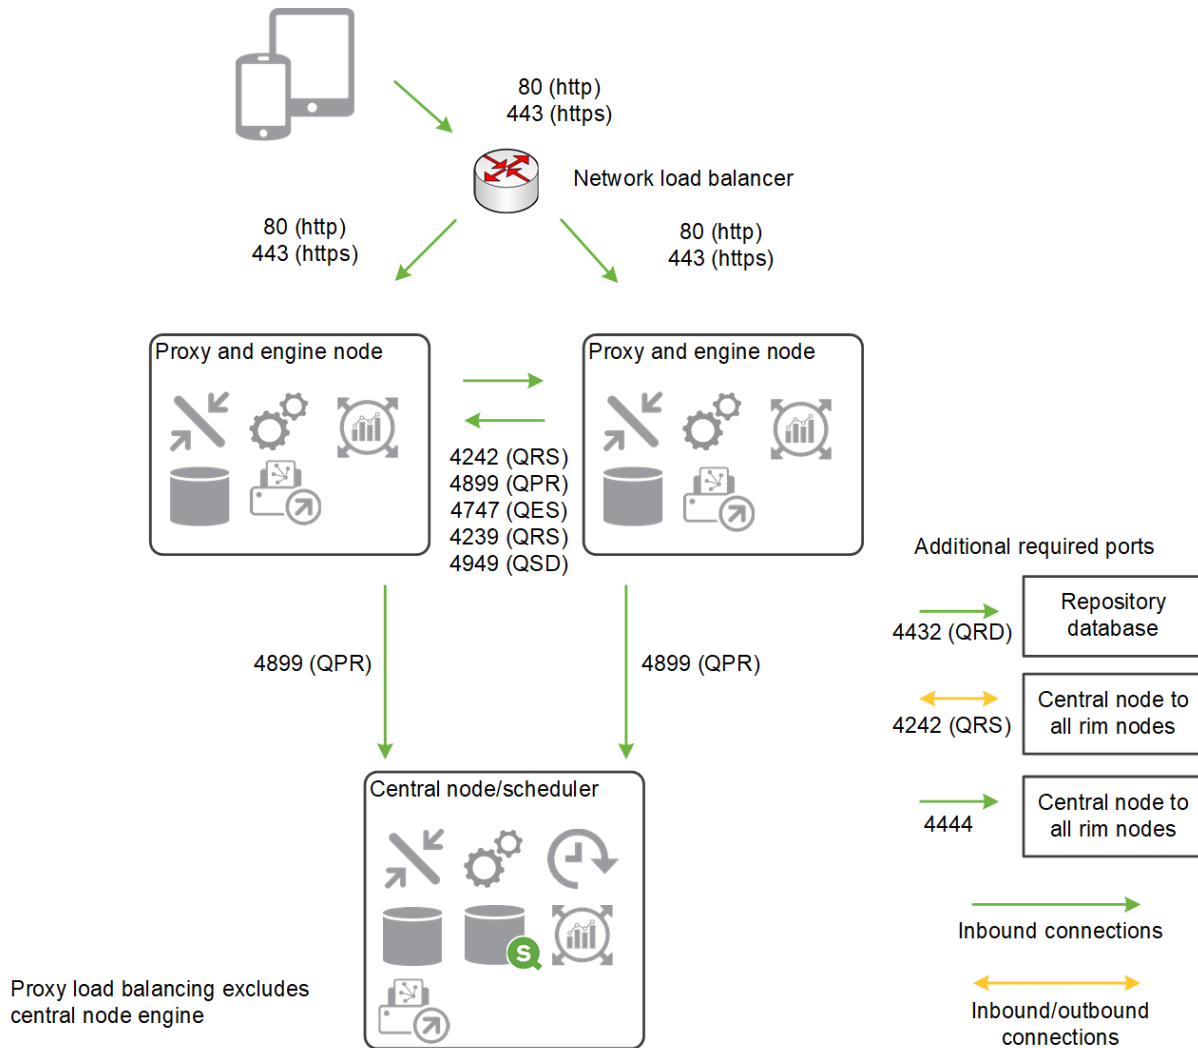 80 (http)
443 (https)
Network load balancer
80 (http)
443 (https)
80 (http)
443 (https)
Proxy and engine node
Proxy and engine node
4242 (QRS)
4899 (QPR)
4747 (QES)
4239 (QRS)
4949 (QSD)
4899 (QPR)
4899 (QPR)
Central node/scheduler
S
Proxy load balancing excludes
central node engine
Additional required ports
4432 (QRD)
Repository
database
4242 (QRS)
Central node to
all rim nodes
4444
Central node to
all rim nodes
Inbound connections
Inbound/outbound
connections